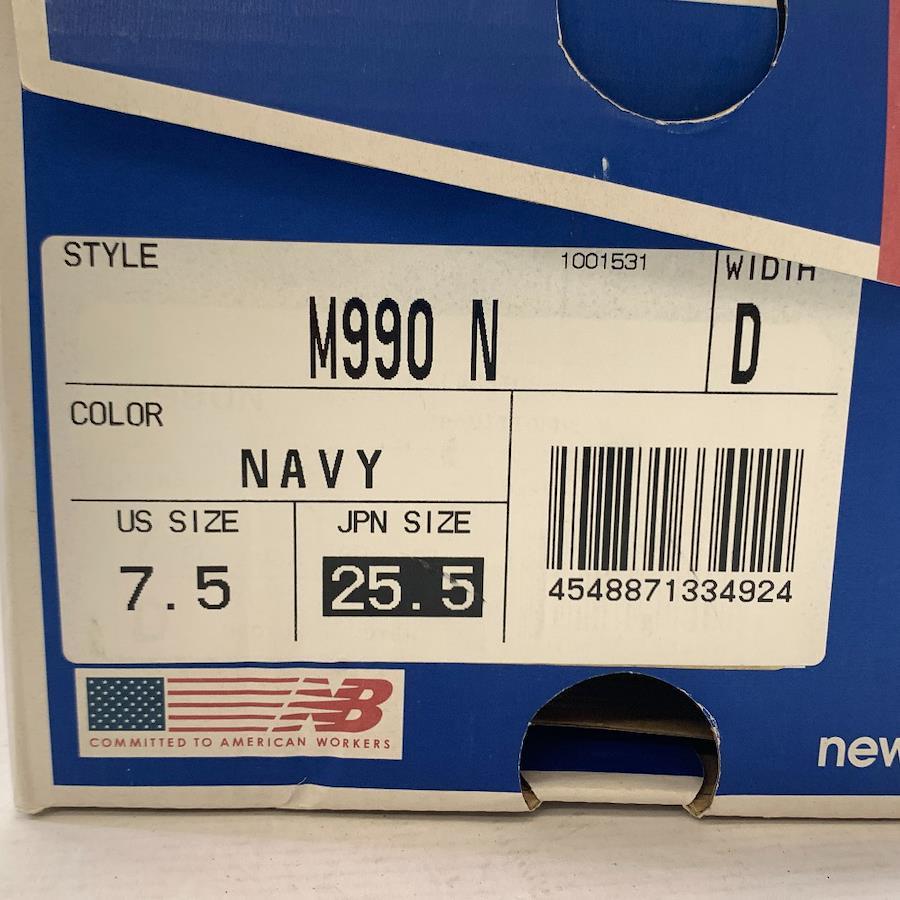 STYLE
1001531
WIDTH
M990 N
D
COLOR
NAVY
US SIZE
JPN SIZE
7.5
25.5
4548871334924
NB
COMMITTED TO AMERICAN WORKERS
new